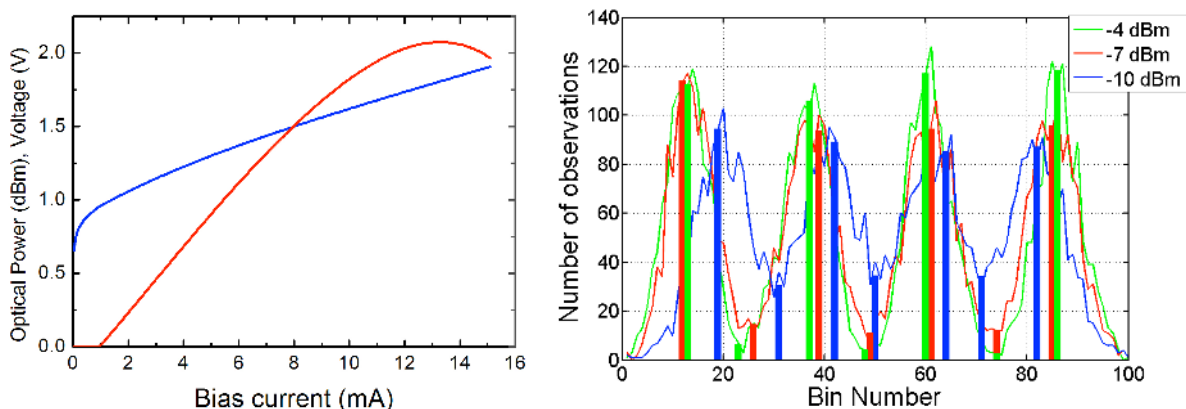 Optical Power (dBm), Voltage (V)
2.0
1.5
1.0
0.5
0.0
0 2 4 6 8 10 12 14 16
Bias current (mA)
Number of observations
140
120
100
80
60
40
20
0
0 20 40 60 80 100
Bin Number
-4 dBm
-7 dBm
-10 dBm